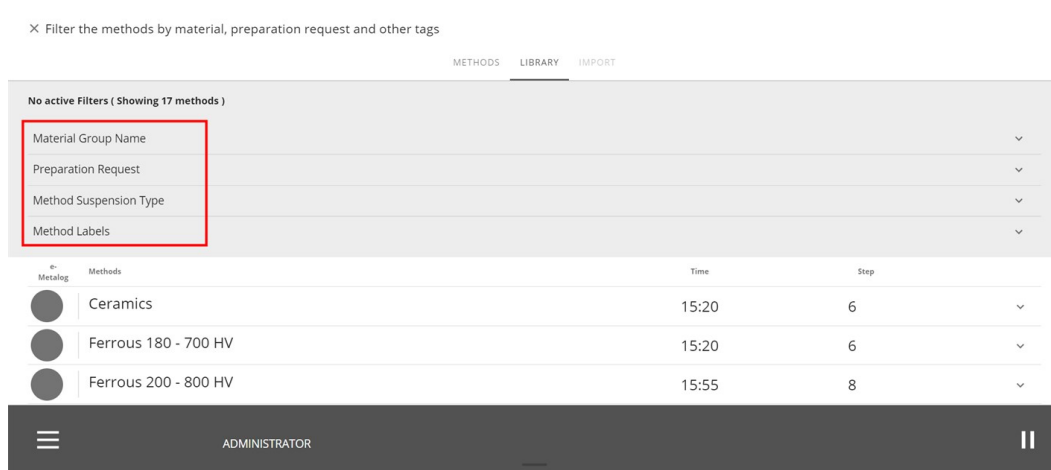 × Filter the methods by material, preparation request and other tags
METHODS LIBRARY IMPORT
No active Filters ( Showing 17 methods )
Material Group Name
Preparation Request
Method Suspension Type
Method Labels
e-
Metalog Methods Time Step
Ceramics 15:20 6
Ferrous 180 - 700 HV 15:20 6
Ferrous 200 - 800 HV 15:55 8
ADMINISTRATOR